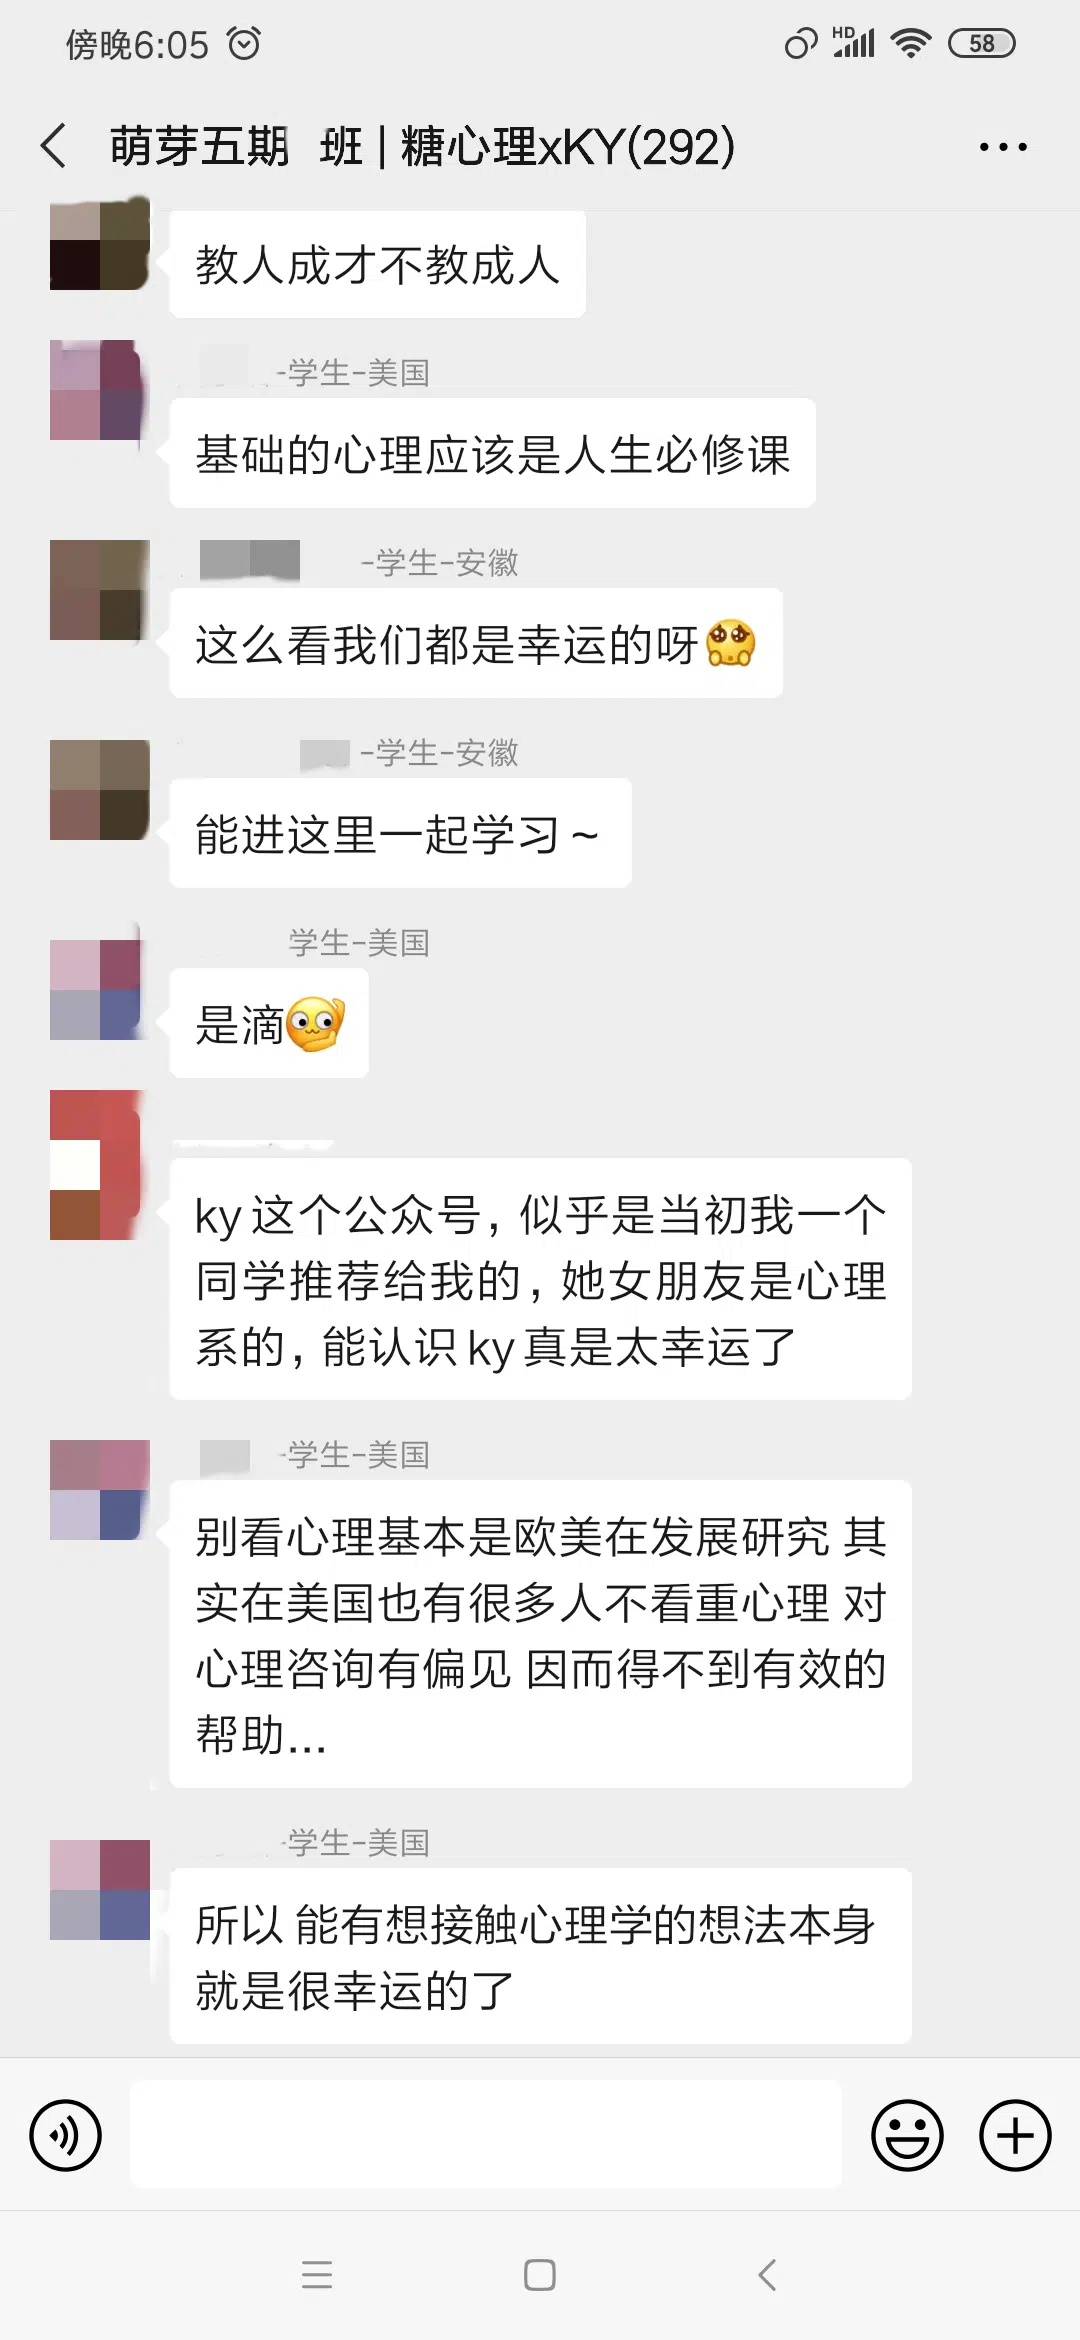 傍晚6:05
HD
58
萌芽五期 班 | 糖心理xKY(292)
教人成才不教成人
-学生-美国
基础的心理应该是人生必修课
-学生-安徽
这么看我们都是幸运的呀
-学生-安徽
能进这里一起学习~
学生-美国
是滴
ky这个公众号，似乎是当初我一个
同学推荐给我的，她女朋友是心理
系的，能认识ky真是太幸运了
-学生-美国
别看心理基本是欧美在发展研究 其
实在美国也有很多人不看重心理 对
心理咨询有偏见 因而得不到有效的
帮助...
-学生-美国
所以 能有想接触心理学的想法本身
就是很幸运的了